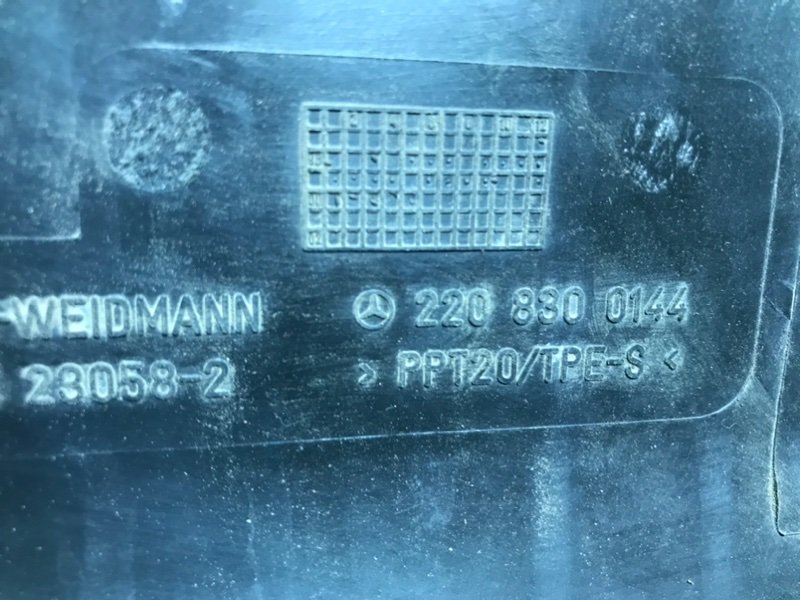 -WEIDMANN
23058-2
220 830 0144
> PPT20/TPE-S <